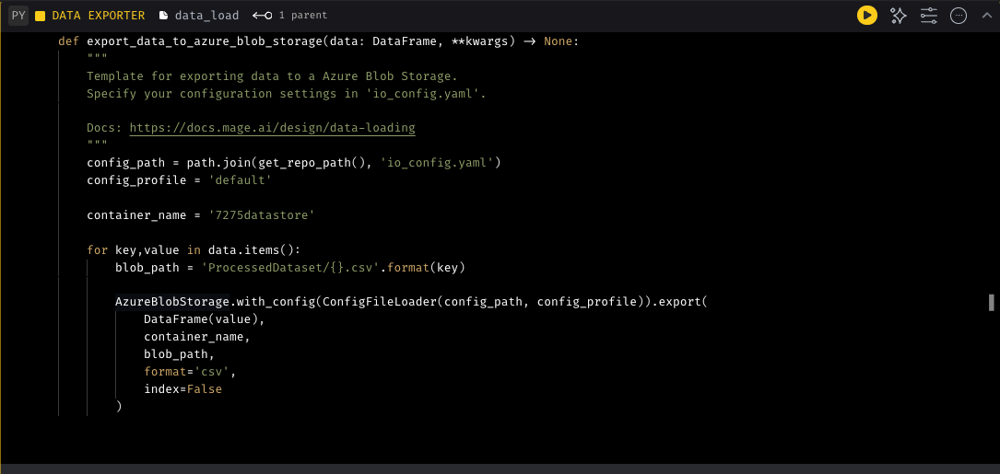 PY DATA EXPORTER data_load 1 parent
def export_data_to_azure_blob_storage(data: DataFrame, **kwargs) -> None:
"""
Template for exporting data to a Azure Blob Storage.
Specify your configuration settings in 'io_config.yaml'.
Docs: https://docs.mage.ai/design/data-loading
"""
config_path = path.join(get_repo_path(), 'io_config.yaml')
config_profile = 'default'
container_name = '7275datastore'
for key,value in data.items():
blob_path = 'ProcessedDataset/{}.csv'.format(key)
AzureBlobStorage.with_config(ConfigFileLoader(config_path, config_profile)).export(
DataFrame(value),
container_name,
blob_path,
format='csv',
index=False
)